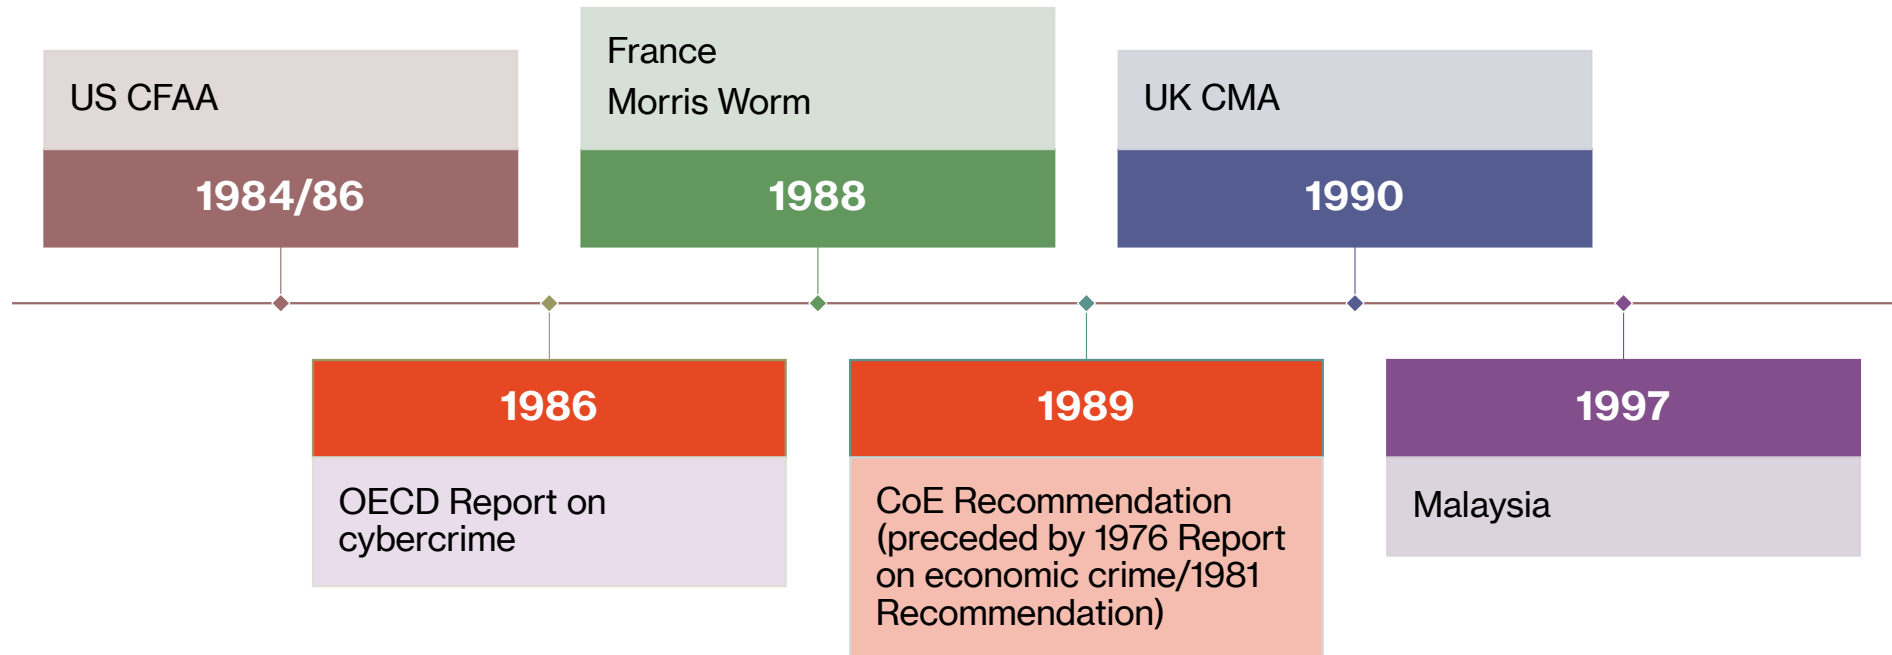 US CFAA
1984/86
France
Morris Worm
1988
UK CMA
1990
1986
OECD Report on
cybercrime
1989
CoE Recommendation
(preceded by 1976 Report
on economic crime/1981
Recommendation)
1997
Malaysia